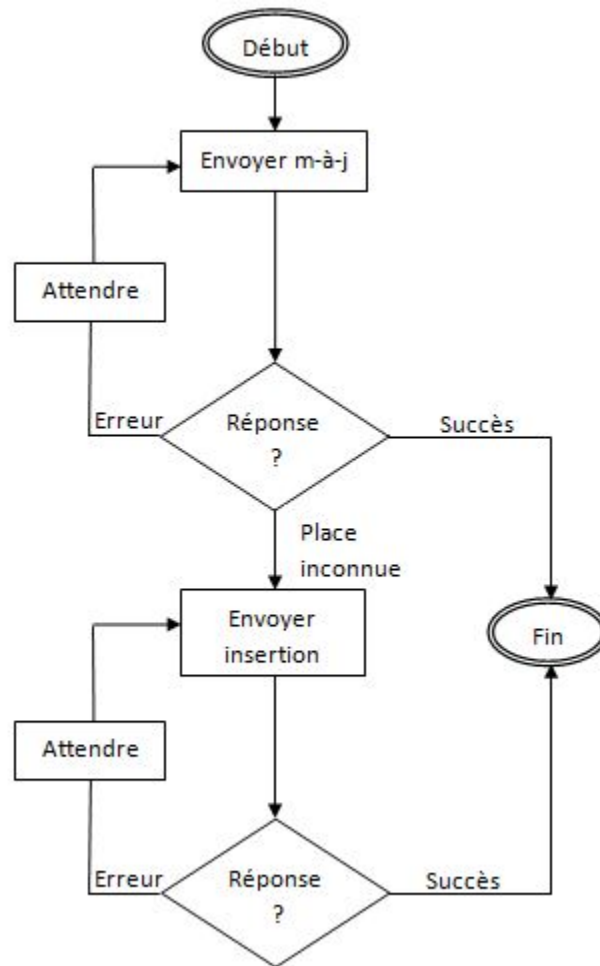 Début
Envoyer m-à-j
Attendre
Erreur
Réponse
?
Succès
Place
inconnue
Envoyer
insertion
Fin
Attendre
Erreur
Réponse
?
Succès